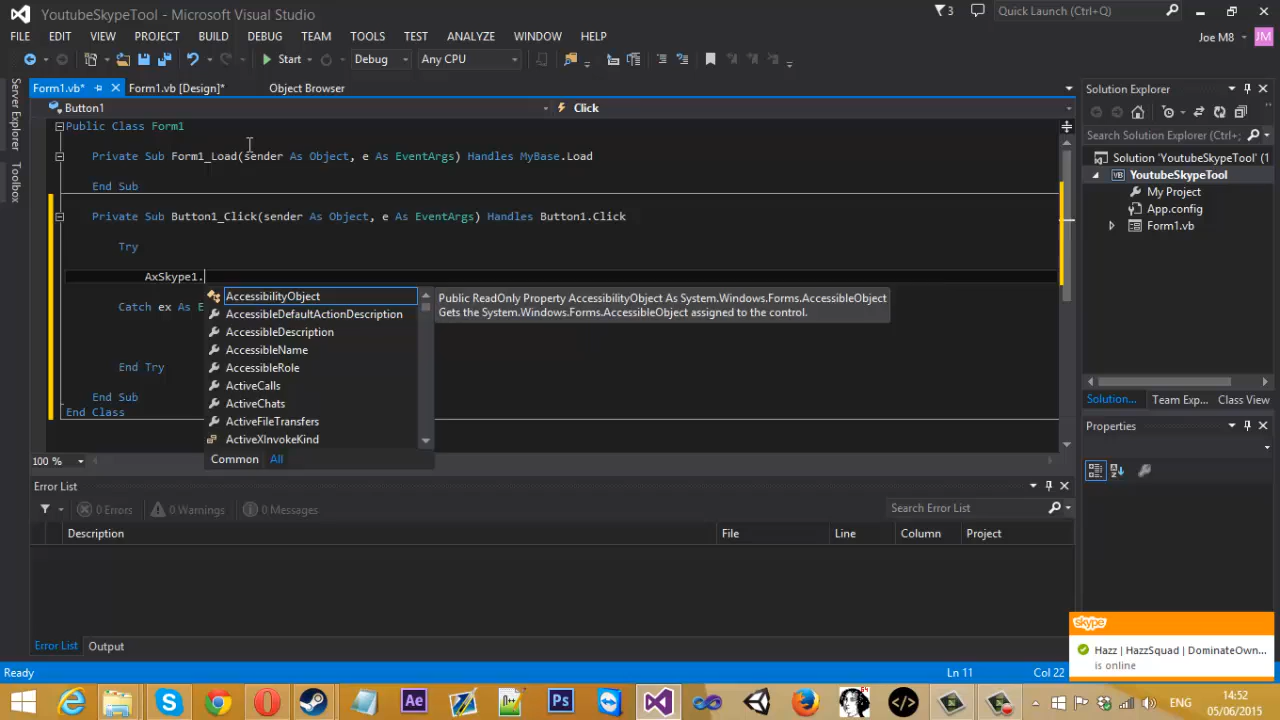 YoutubeSkypeTool - Microsoft Visual Studio
3
Quick Launch (Ctrl+Q)
FILE EDIT VIEW PROJECT BUILD DEBUG TEAM TOOLS TEST ANALYZE WINDOW HELP
Joe M8
JM
Start
Debug
Any CPU
Server Explorer
Toolbox
Form1.vb*
Form1.vb [Design]*
Object Browser
Button1
Click
Public Class Form1
Private Sub Form1_Load(sender As Object, e As EventArgs) Handles MyBase.Load
End Sub
Private Sub Button1_Click(sender As Object, e As EventArgs) Handles Button1.Click
Try
AxSkype1.
Catch ex As E
End Try
End Sub
End Class
AccessibilityObject
AccessibleDefaultActionDescription
AccessibleDescription
AccessibleName
AccessibleRole
ActiveCalls
ActiveChats
ActiveFileTransfers
ActiveXInvokeKind
Common All
Public ReadOnly Property AccessibilityObject As System.Windows.Forms.AccessibleObject
Gets the System.Windows.Forms.AccessibleObject assigned to the control.
100 %
Solution Explorer
Search Solution Explorer (Ctrl+;
Solution 'YoutubeSkypeTool' (1
VB YoutubeSkypeTool
My Project
App.config
Form1.vb
Solution... Team Exp... Class View
Properties
Error List
0 Errors
0 Warnings
0 Messages
Search Error List
Description File Line Column Project
Error List Output
Ready
Ln 11
Col 22
skype
Hazz | HazzSquad | DominateOwn...
is online
Ae
Ps
ENG
14:52
05/06/2015